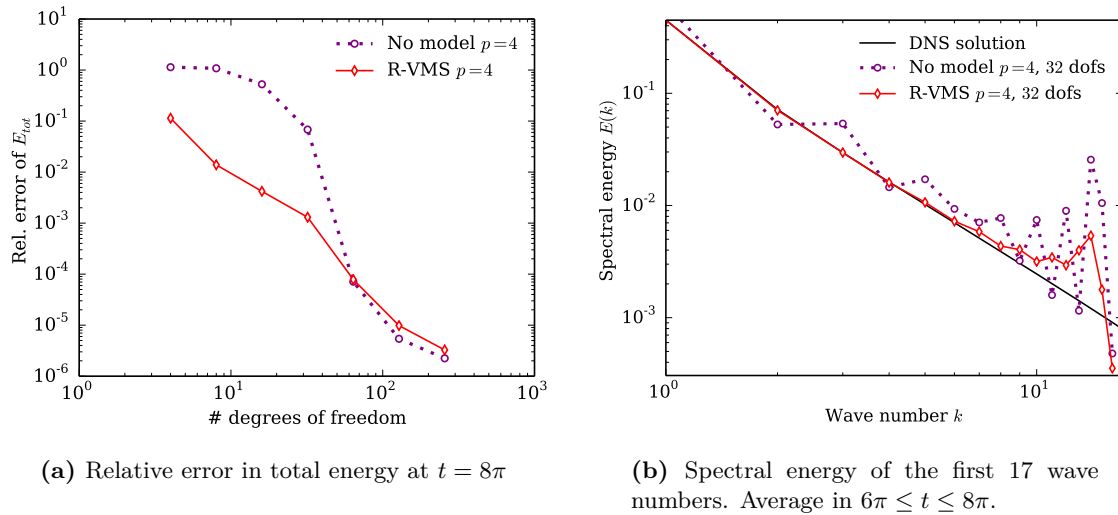 10^1
10^0
10^-1
10^-2
10^-3
10^-4
10^-5
10^-6
Rel. error of E_tot
No model p=4
R-VMS p=4
10^0 10^1 10^2 10^3
# degrees of freedom
(a) Relative error in total energy at t = 8π
10^-1
10^-2
10^-3
Spectral energy E(k)
DNS solution
No model p=4, 32 dofs
R-VMS p=4, 32 dofs
10^0 10^1
Wave number k
(b) Spectral energy of the first 17 wave
numbers. Average in 6π ≤ t ≤ 8π.